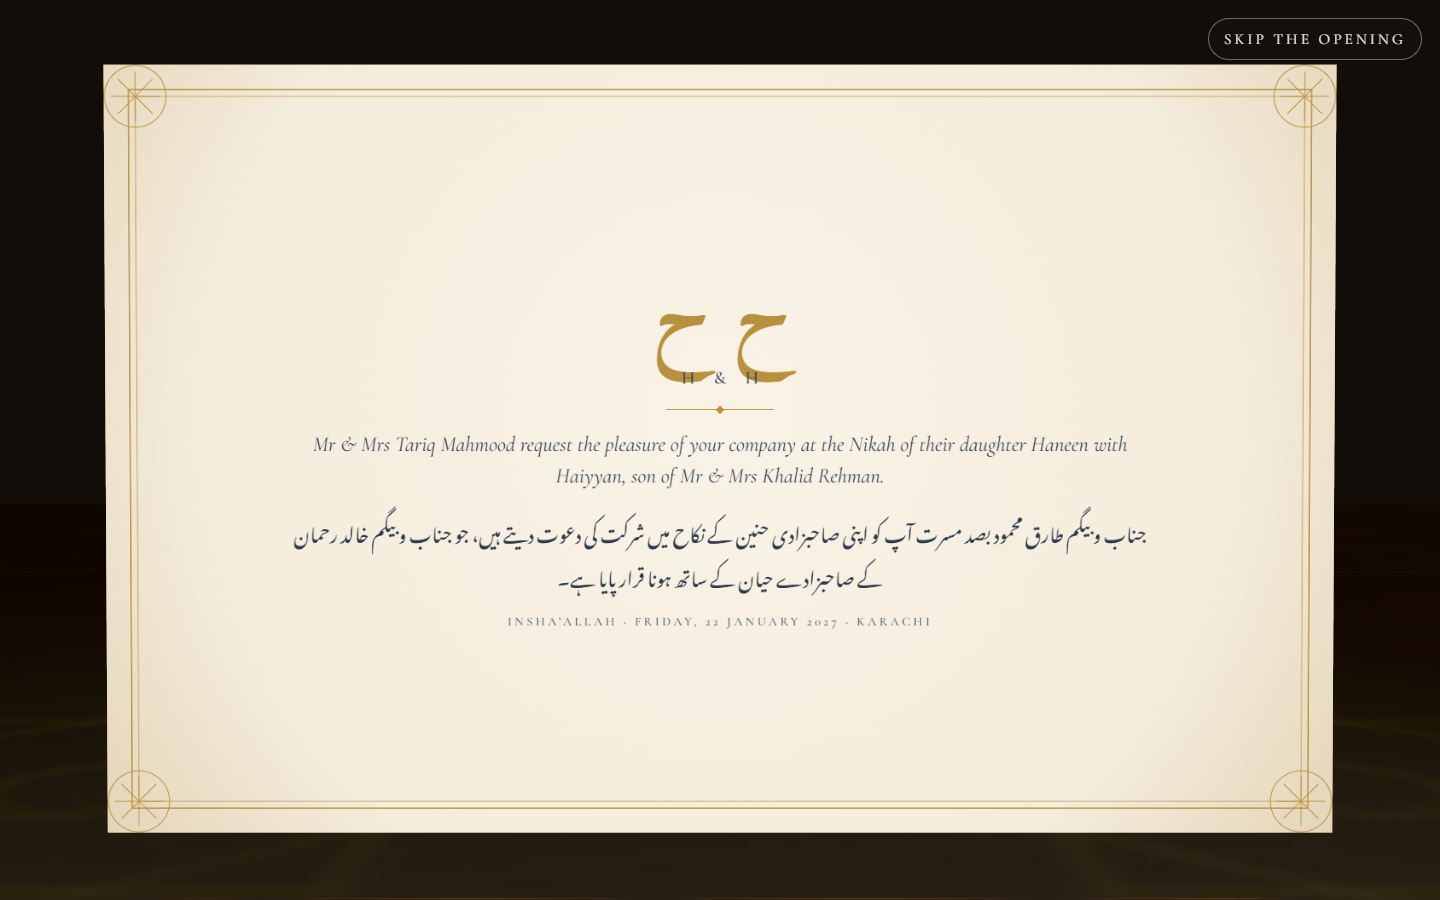 SKIP THE OPENING
ح ح
H & H
Mr & Mrs Tariq Mahmood request the pleasure of your company at the Nikah of their daughter Haneen with
Haiyyan, son of Mr & Mrs Khalid Rehman.
جناب و بیگم طارق محمود بصد مسرت آپ کو اپنی صاحبزادی حنین کے نکاح میں شرکت کی دعوت دیتے ہیں، جو جناب و بیگم خالد رحمان
کے صاحبزادے حیان کے ساتھ ہونا قرار پایا ہے۔
INSHA'ALLAH · FRIDAY, 22 JANUARY 2027 · KARACHI